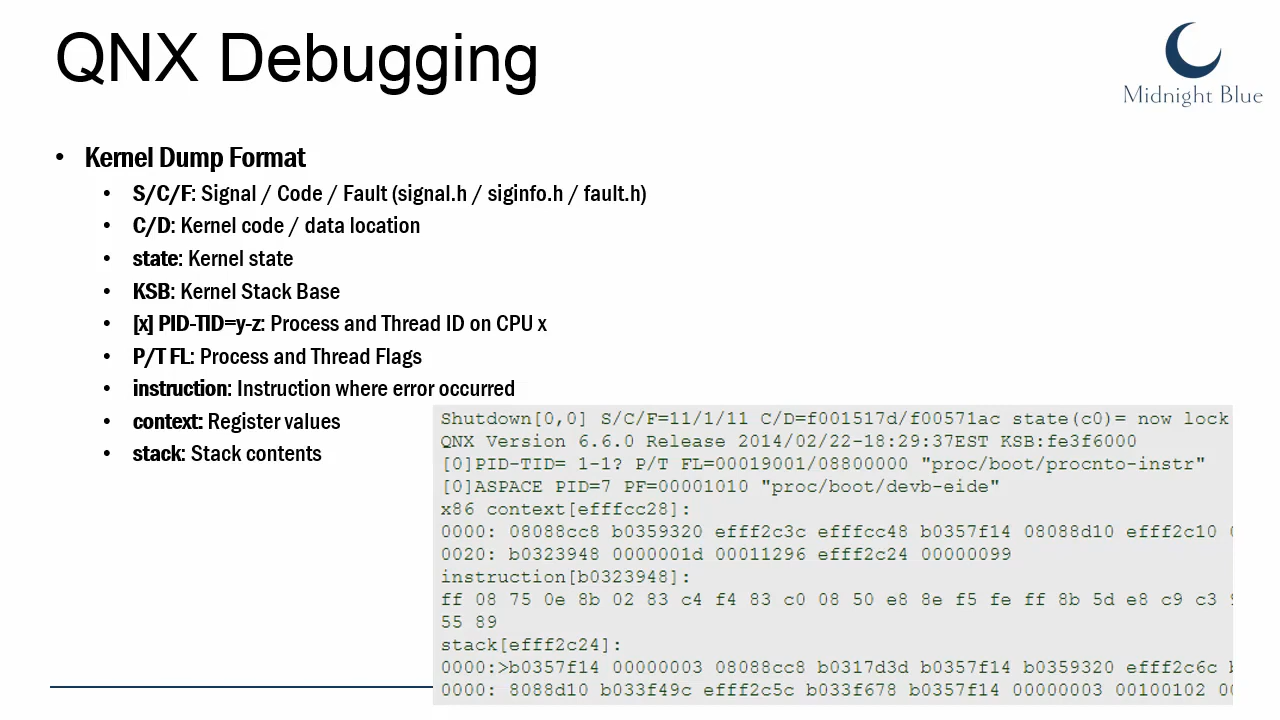 QNX Debugging
Midnight Blue
• Kernel Dump Format
• S/C/F: Signal / Code / Fault (signal.h / siginfo.h / fault.h)
• C/D: Kernel code / data location
• state: Kernel state
• KSB: Kernel Stack Base
• [x] PID-TID=y-z: Process and Thread ID on CPU x
• P/T FL: Process and Thread Flags
• instruction: Instruction where error occurred
• context: Register values
• stack: Stack contents
Shutdown[0,0] S/C/F=11/1/11 C/D=f001517d/f00571ac state(c0)= now lock
QNX Version 6.6.0 Release 2014/02/22-18:29:37EST KSB:fe3f6000
[0]PID-TID= 1-1? P/T FL=00019001/08800000 "proc/boot/procnto-instr"
[0]ASPACE PID=7 PF=00001010 "proc/boot/devb-eide"
x86 context[efffcc28]:
0000: 08088cc8 b0359320 efff2c3c efffcc48 b0357f14 08088d10 efff2c10
0020: b0323948 0000001d 00011296 efff2c24 00000099
instruction[b0323948]:
ff 08 75 0e 8b 02 83 c4 f4 83 c0 08 50 e8 8e f5 fe ff 8b 5d e8 c9 c3
55 89
stack[efff2c24]:
0000:>b0357f14 00000003 08088cc8 b0317d3d b0357f14 b0359320 efff2c6c
0000: 8088d10 b033f49c efff2c5c b033f678 b0357f14 00000003 00100102